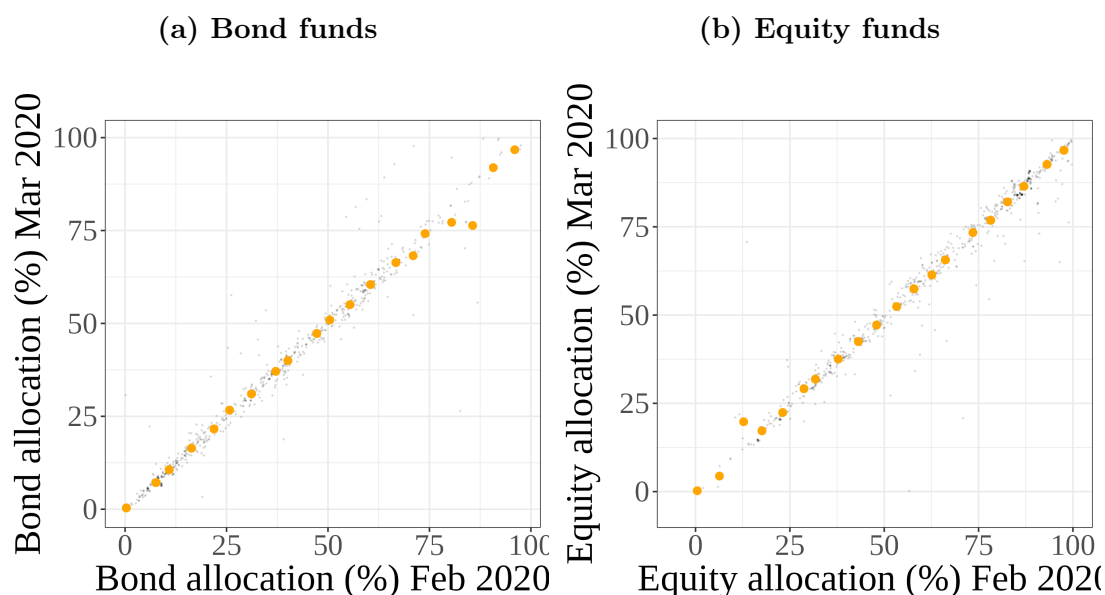 (a) Bond funds
Bond allocation (%) Mar 2020
100
75
50
25
0
0 25 50 75 100
Bond allocation (%) Feb 2020
(b) Equity funds
Equity allocation (%) Mar 2020
100
75
50
25
0
0 25 50 75 100
Equity allocation (%) Feb 2020